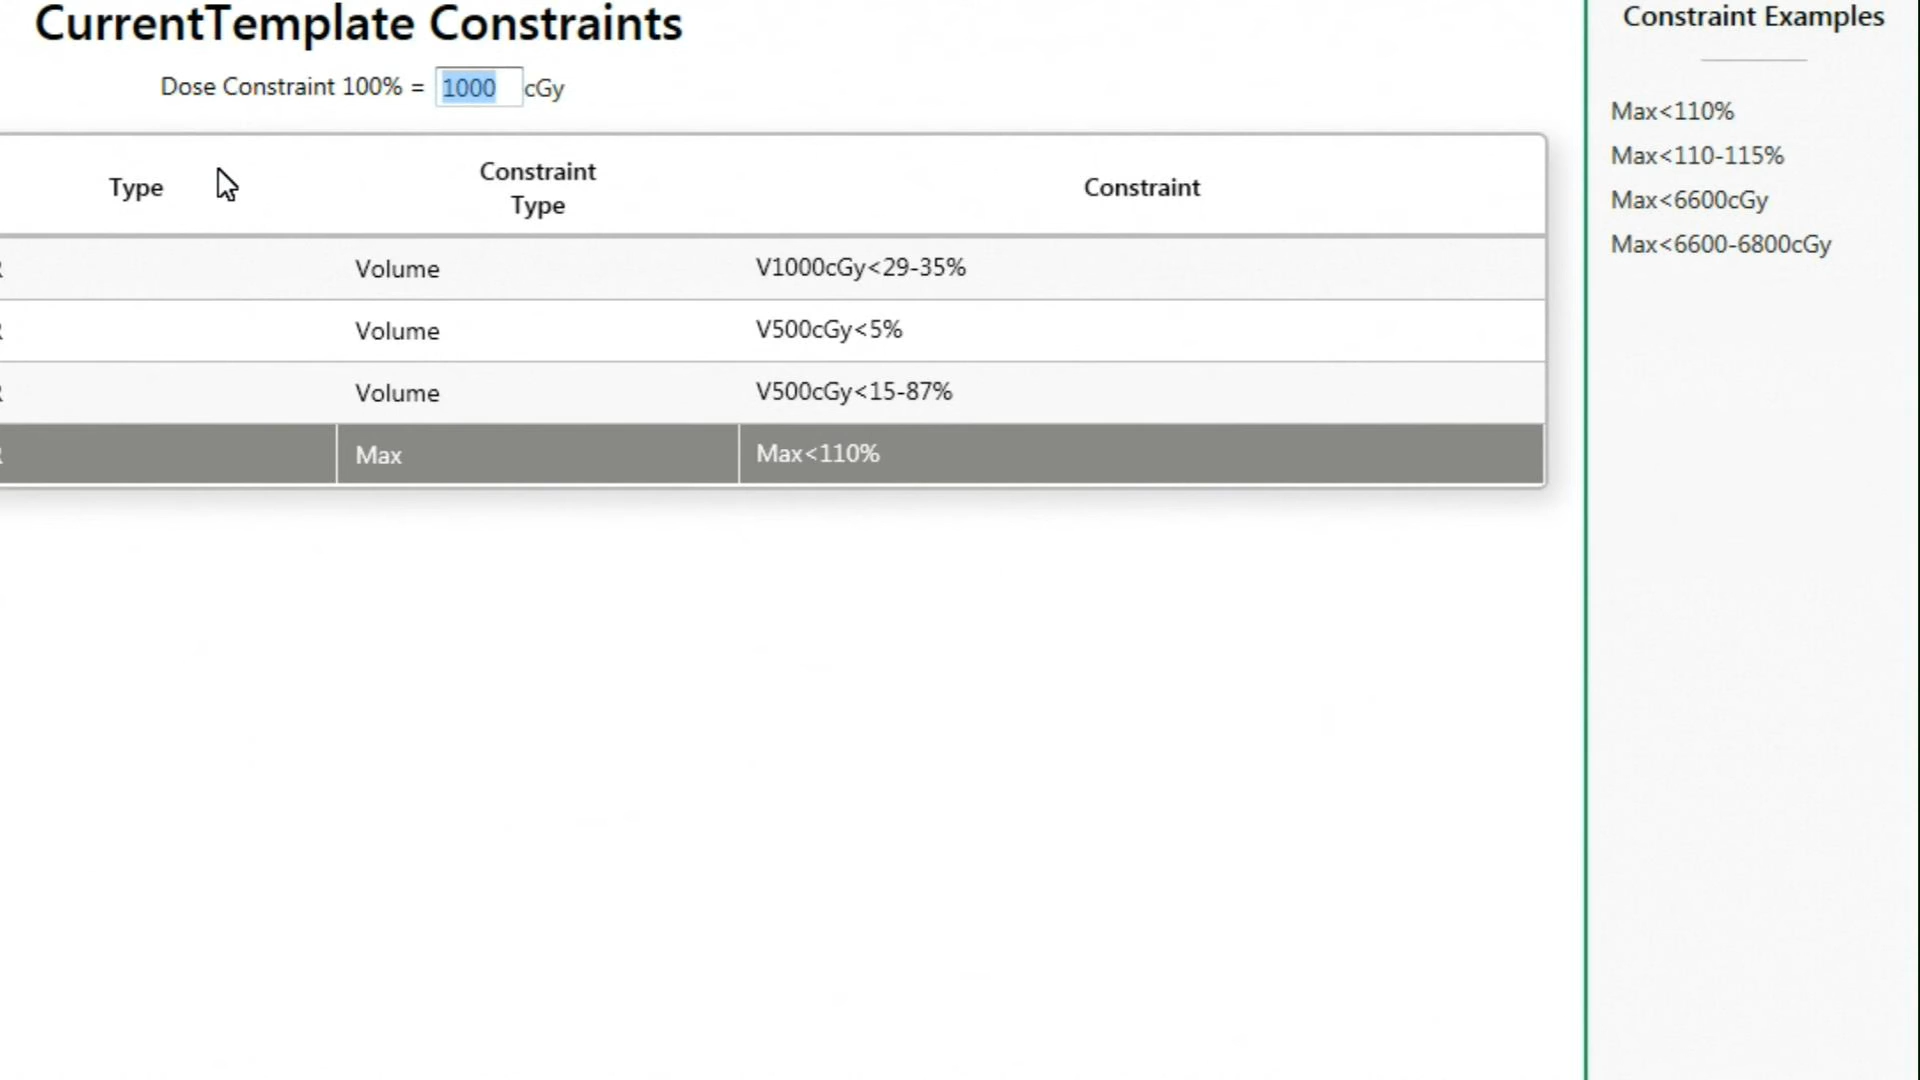 CurrentTemplate Constraints
Dose Constraint 100% = 1000 cGy
Type Constraint Type Constraint
Volume V1000cGy<29-35%
Volume V500cGy<5%
Volume V500cGy<15-87%
Max Max<110%
Constraint Examples
Max<110%
Max<110-115%
Max<6600cGy
Max<6600-6800cGy